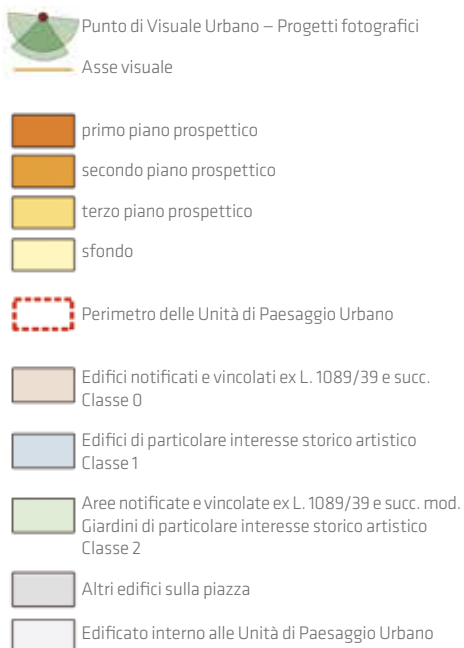 Punto di Visuale Urbano – Progetti fotografici
Asse visuale
primo piano prospettico
secondo piano prospettico
terzo piano prospettico
sfondo
Perimetro delle Unità di Paesaggio Urbano
Edifici notificati e vincolati ex L. 1089/39 e succ.
Classe 0
Edifici di particolare interesse storico artistico
Classe 1
Aree notificate e vincolate ex L. 1089/39 e succ. mod.
Giardini di particolare interesse storico artistico
Classe 2
Altri edifici sulla piazza
Edificato interno alle Unità di Paesaggio Urbano